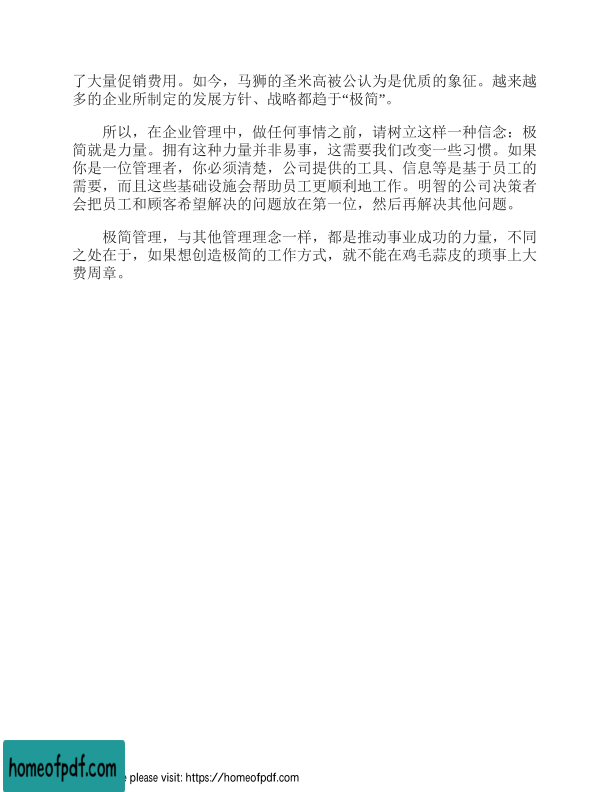 了大量促销费用。如今，马狮的圣米高被公认为是优质的象征。越来越
多的企业所制定的发展方针、战略都趋于“极简”。
所以，在企业管理中，做任何事情之前，请树立这样一种信念：极
简就是力量。拥有这种力量并非易事，这需要我们改变一些习惯。如果
你是一位管理者，你必须清楚，公司提供的工具、信息等是基于员工的
需要，而且这些基础设施会帮助员工更顺利地工作。明智的公司决策者
会把员工和顾客希望解决的问题放在第一位，然后再解决其他问题。
极简管理，与其他管理理念一样，都是推动事业成功的力量，不同
之处在于，如果想创造极简的工作方式，就不能在鸡毛蒜皮的琐事上大
费周章。
homeofpdf.com
please visit: https://homeofpdf.com